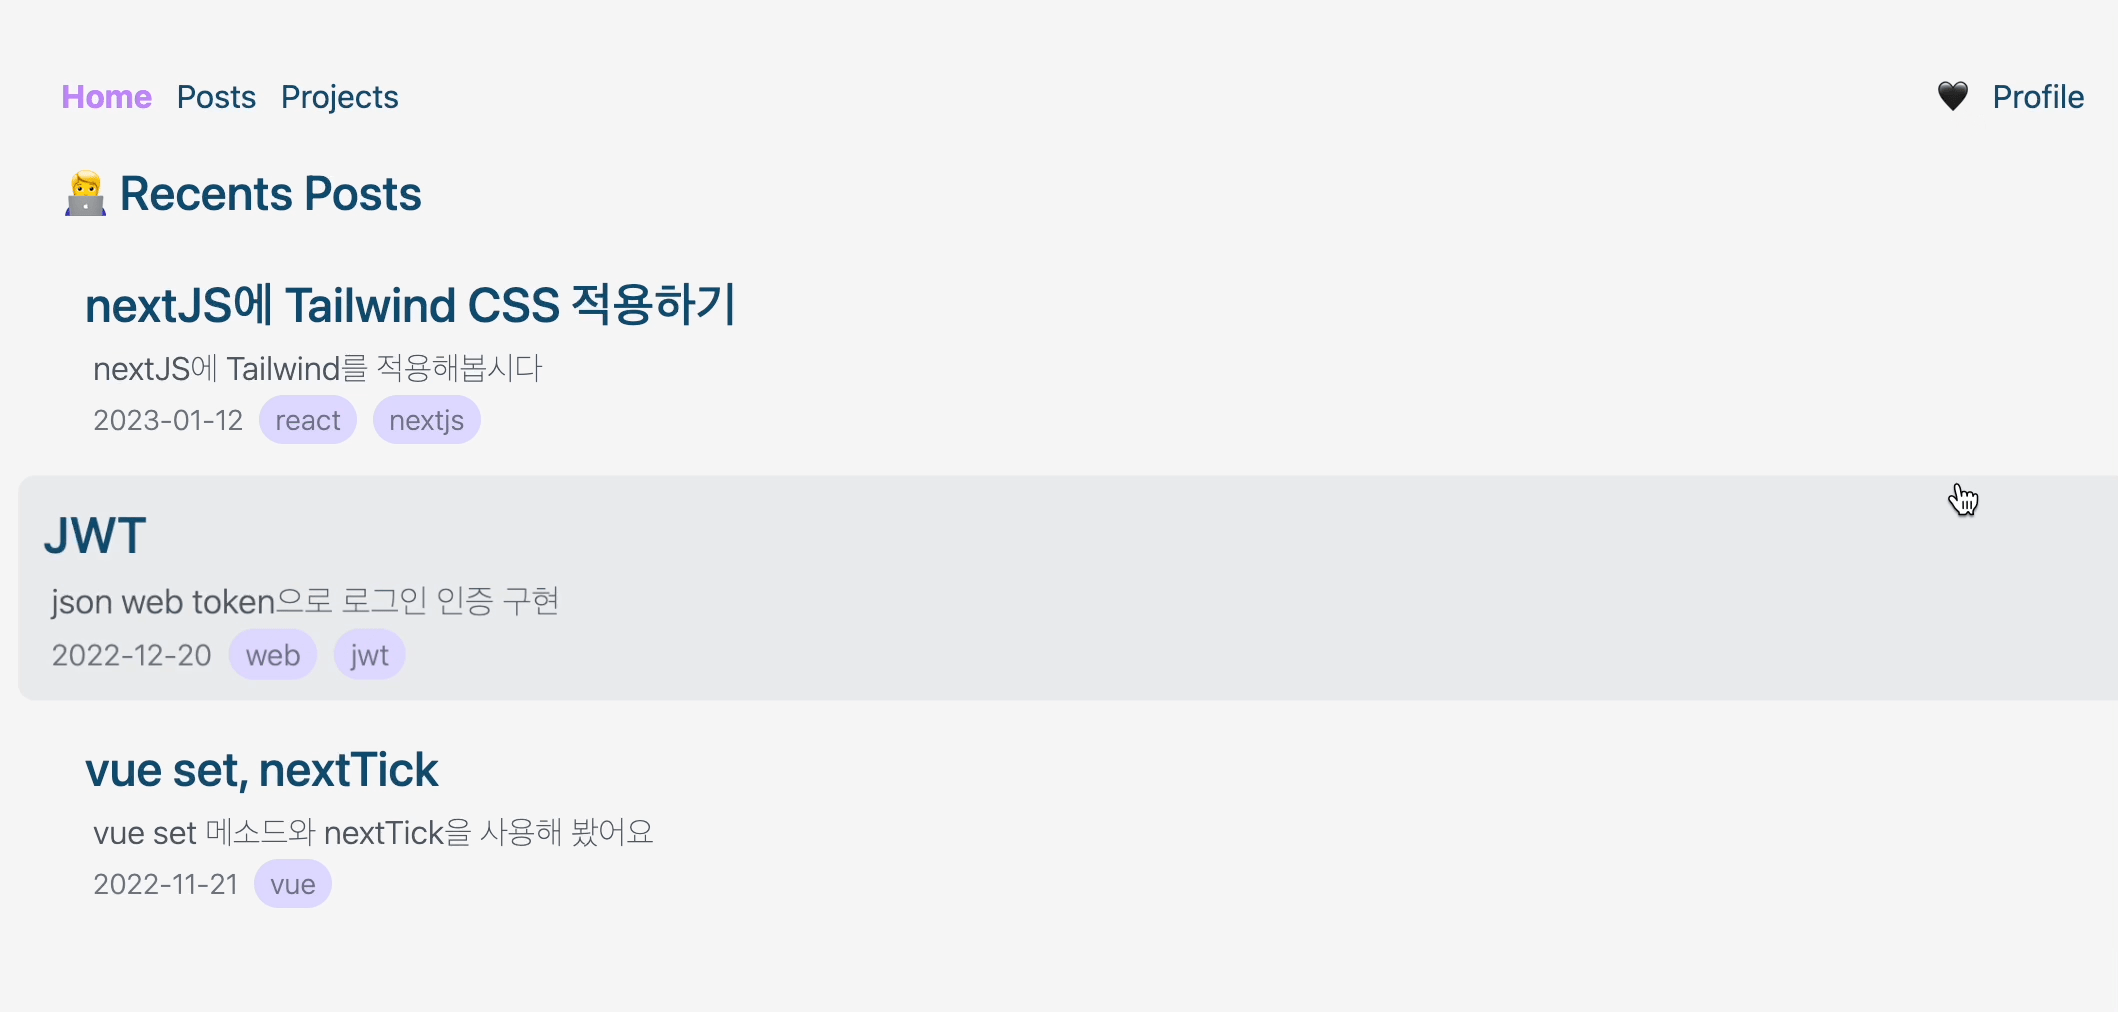 Home Posts Projects 🖤 Profile
🧑‍💻 Recents Posts
nextJS에 Tailwind CSS 적용하기
nextJS에 Tailwind를 적용해봅시다
2023-01-12 react nextjs
JWT
json web token으로 로그인 인증 구현
2022-12-20 web jwt
vue set, nextTick
vue set 메소드와 nextTick을 사용해 봤어요
2022-11-21 vue